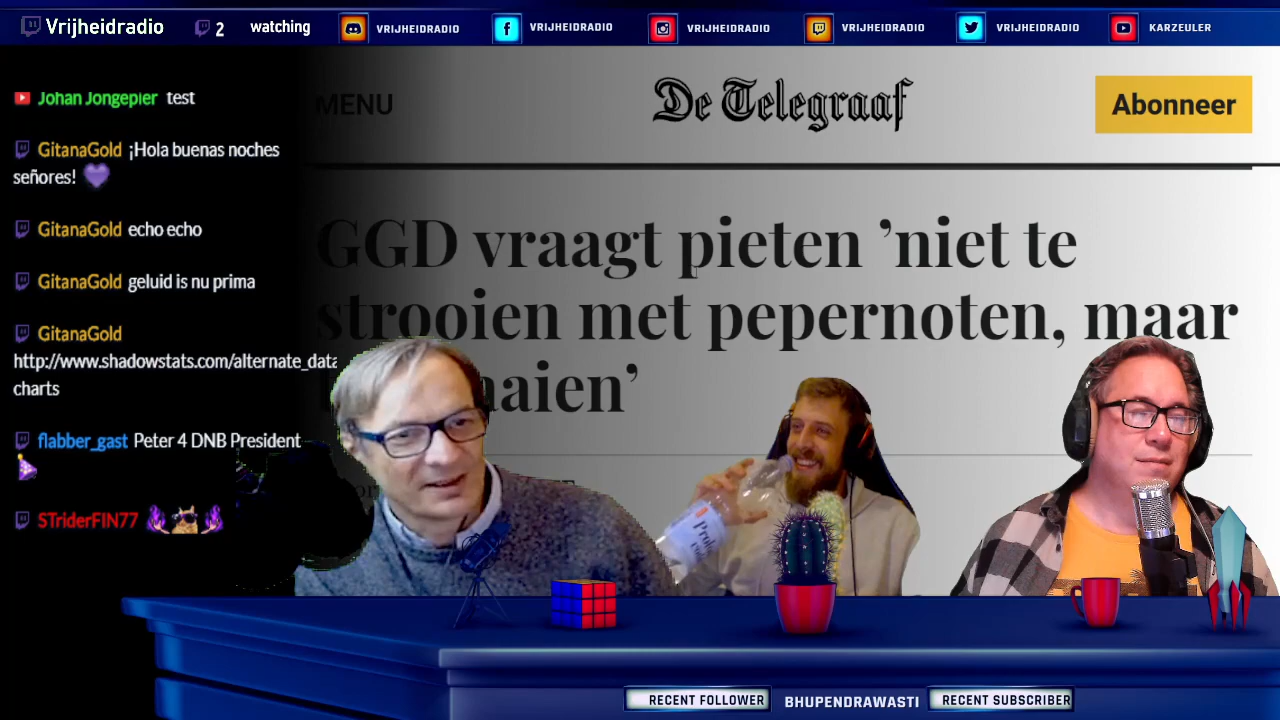 Vrijheidradio
2
watching
VRIJHEIDRADIO
VRIJHEIDRADIO
VRIJHEIDRADIO
VRIJHEIDRADIO
VRIJHEIDRADIO
KARZEULER
Johan Jongepier test
GitanaGold ¡Hola buenas noches
señores!
GitanaGold echo echo
GitanaGold geluid is nu prima
GitanaGold
http://www.shadowstats.com/alternate_data
charts
flabber_gast Peter 4 DNB President
STriderFIN77
MENU
De Telegraaf
Abonneer
GGD vraagt pieten ’niet te
strooien met pepernoten, maar
RECENT FOLLOWER
BHUPENDRAWASTI
RECENT SUBSCRIBER